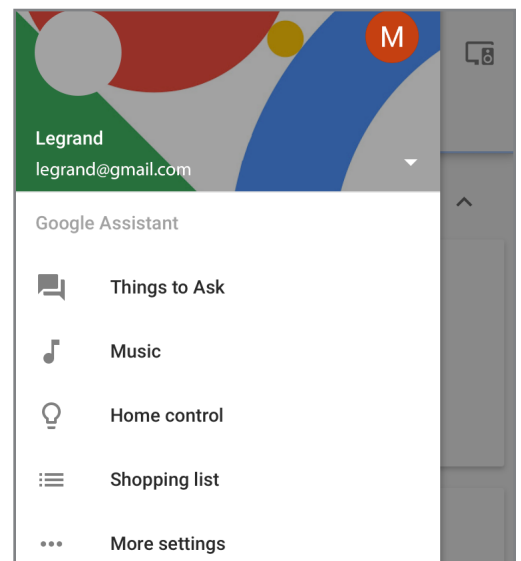 M
Legrand
legrand@gmail.com
Google Assistant
Things to Ask
Music
Home control
Shopping list
More settings